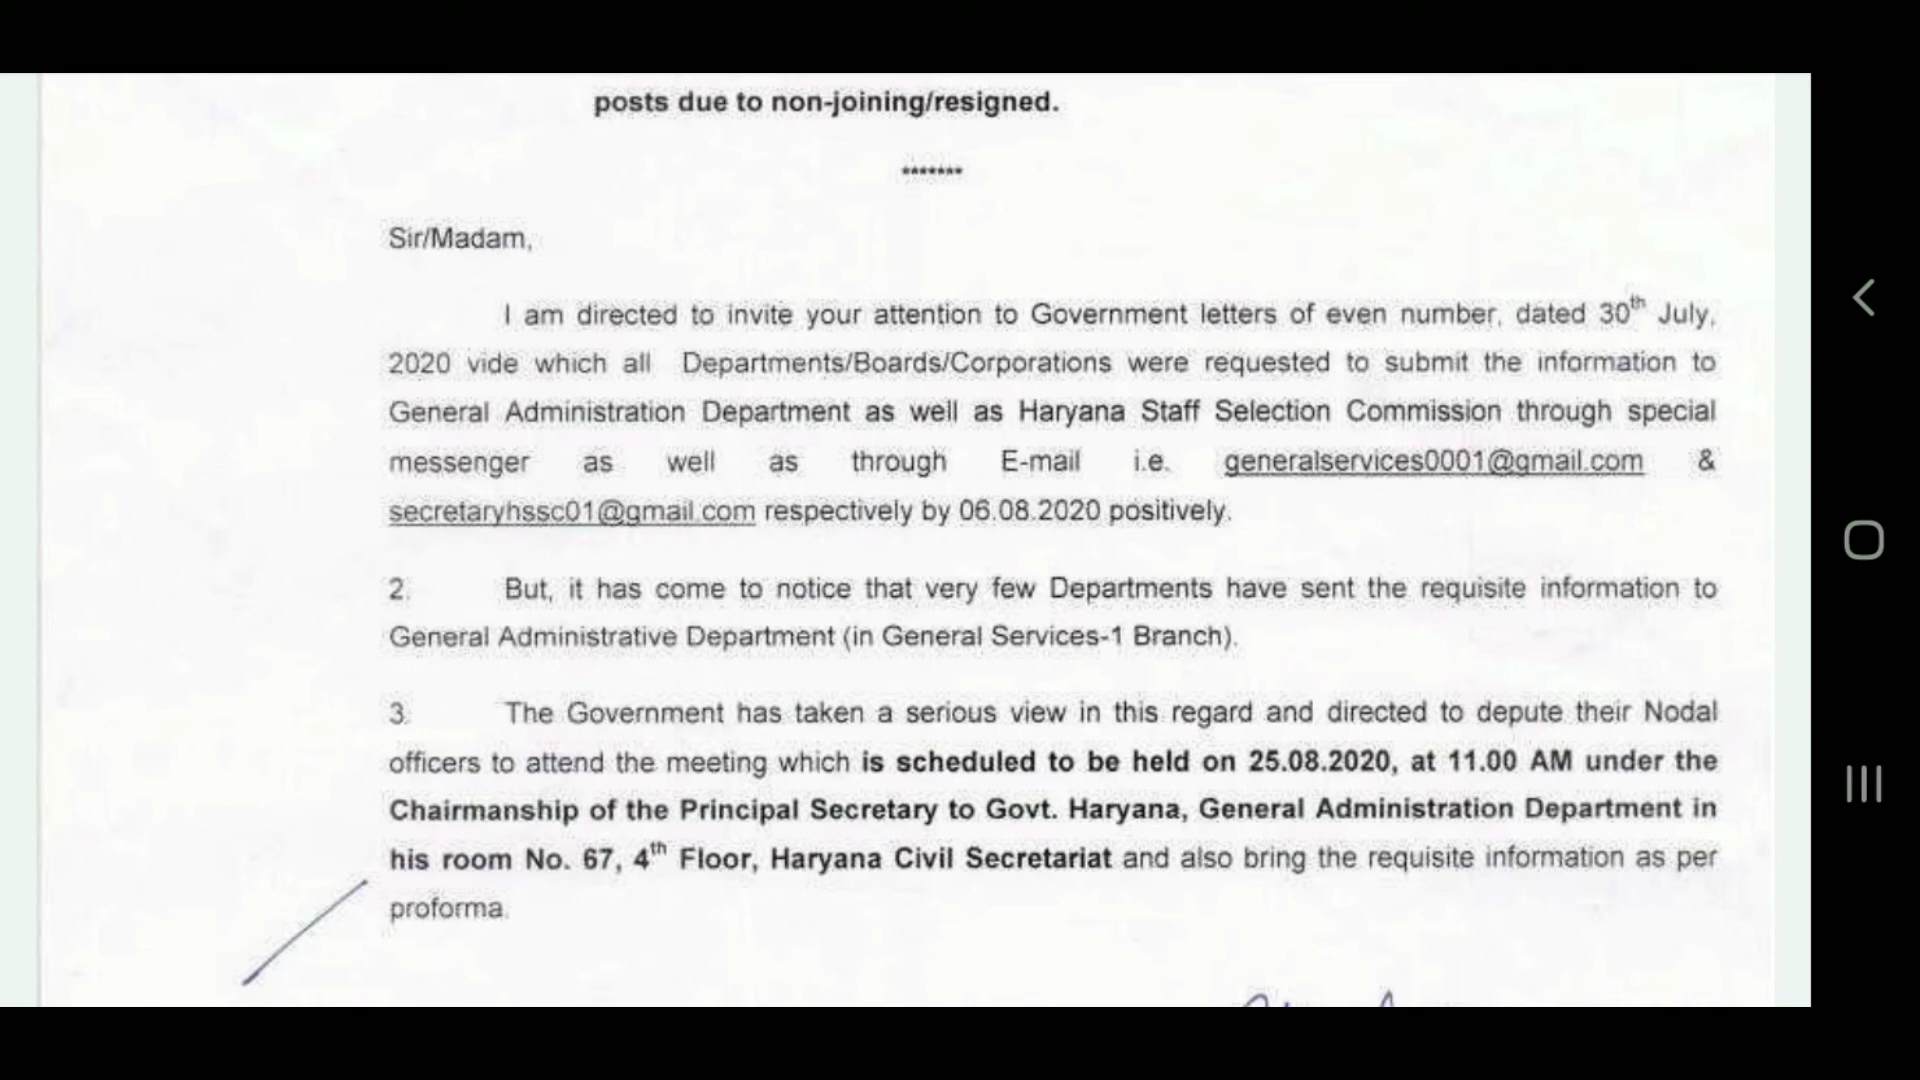 posts due to non-joining/resigned.
*******
Sir/Madam,
I am directed to invite your attention to Government letters of even number, dated 30th July,
2020 vide which all Departments/Boards/Corporations were requested to submit the information to
General Administration Department as well as Haryana Staff Selection Commission through special
messenger as well as through E-mail i.e. generalservices0001@gmail.com &
secretaryhssc01@gmail.com respectively by 06.08.2020 positively.
2. But, it has come to notice that very few Departments have sent the requisite information to
General Administrative Department (in General Services-1 Branch).
3. The Government has taken a serious view in this regard and directed to depute their Nodal
officers to attend the meeting which is scheduled to be held on 25.08.2020, at 11.00 AM under the
Chairmanship of the Principal Secretary to Govt. Haryana, General Administration Department in
his room No. 67, 4th Floor, Haryana Civil Secretariat and also bring the requisite information as per
proforma.